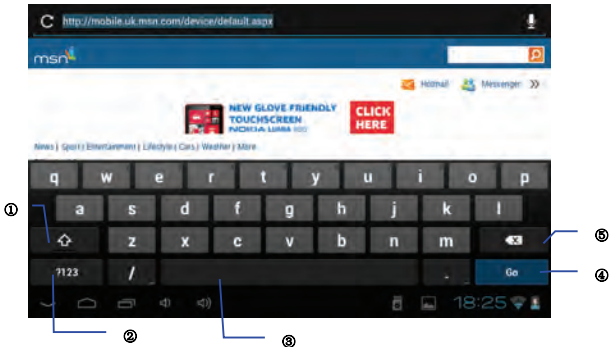 http://mobile.uk.msn.com/device/default.aspx
msn
Hotmail Messenger
NEW GLOVE FRIENDLY
TOUCHSCREEN
NOKIA LUMIA 820
CLICK
HERE
News | Sport | Entertainment | Lifestyle | Cars | Weather | More
q w e r t y u i o p
a s d f g h j k l
① z x c v b n m ⑤
?123 / . Go ④
18:25
② ③